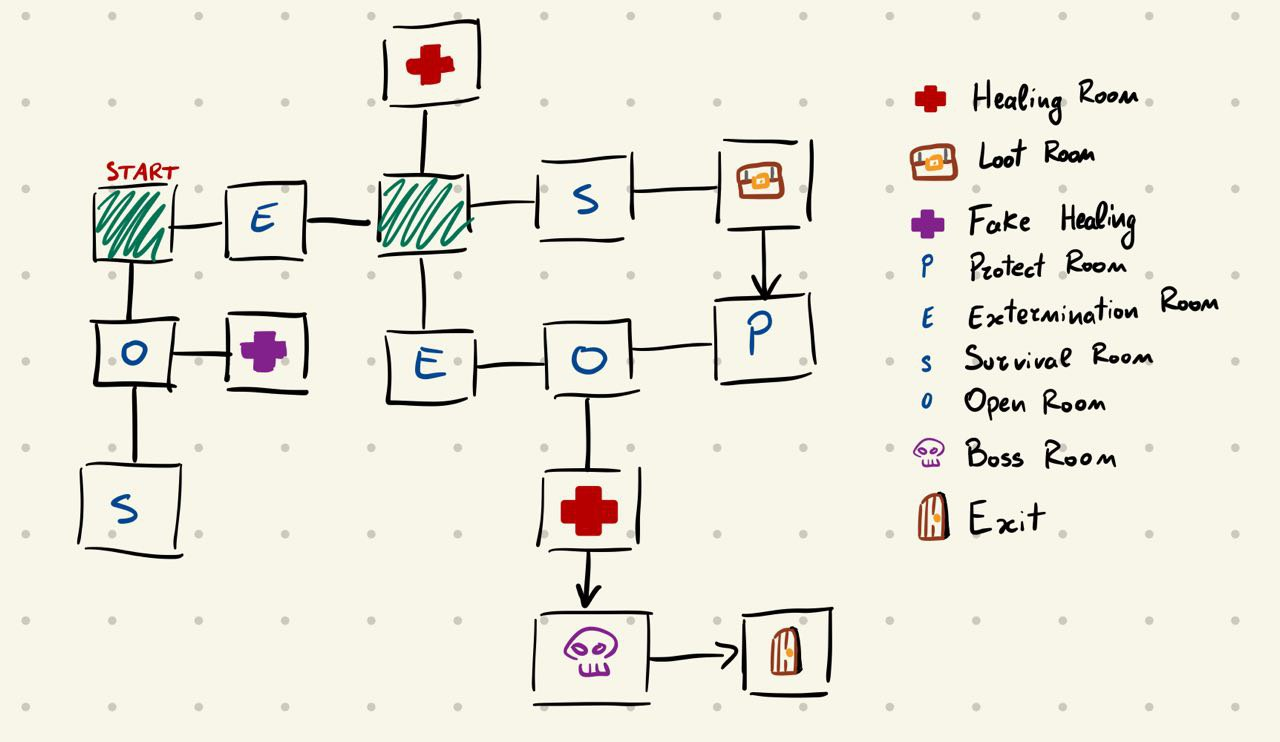 START
E
S
O
E
O
P
S
Healing Room
Loot Room
Fake Healing
P Protect Room
E Extermination Room
S Survival Room
O Open Room
Boss Room
Exit